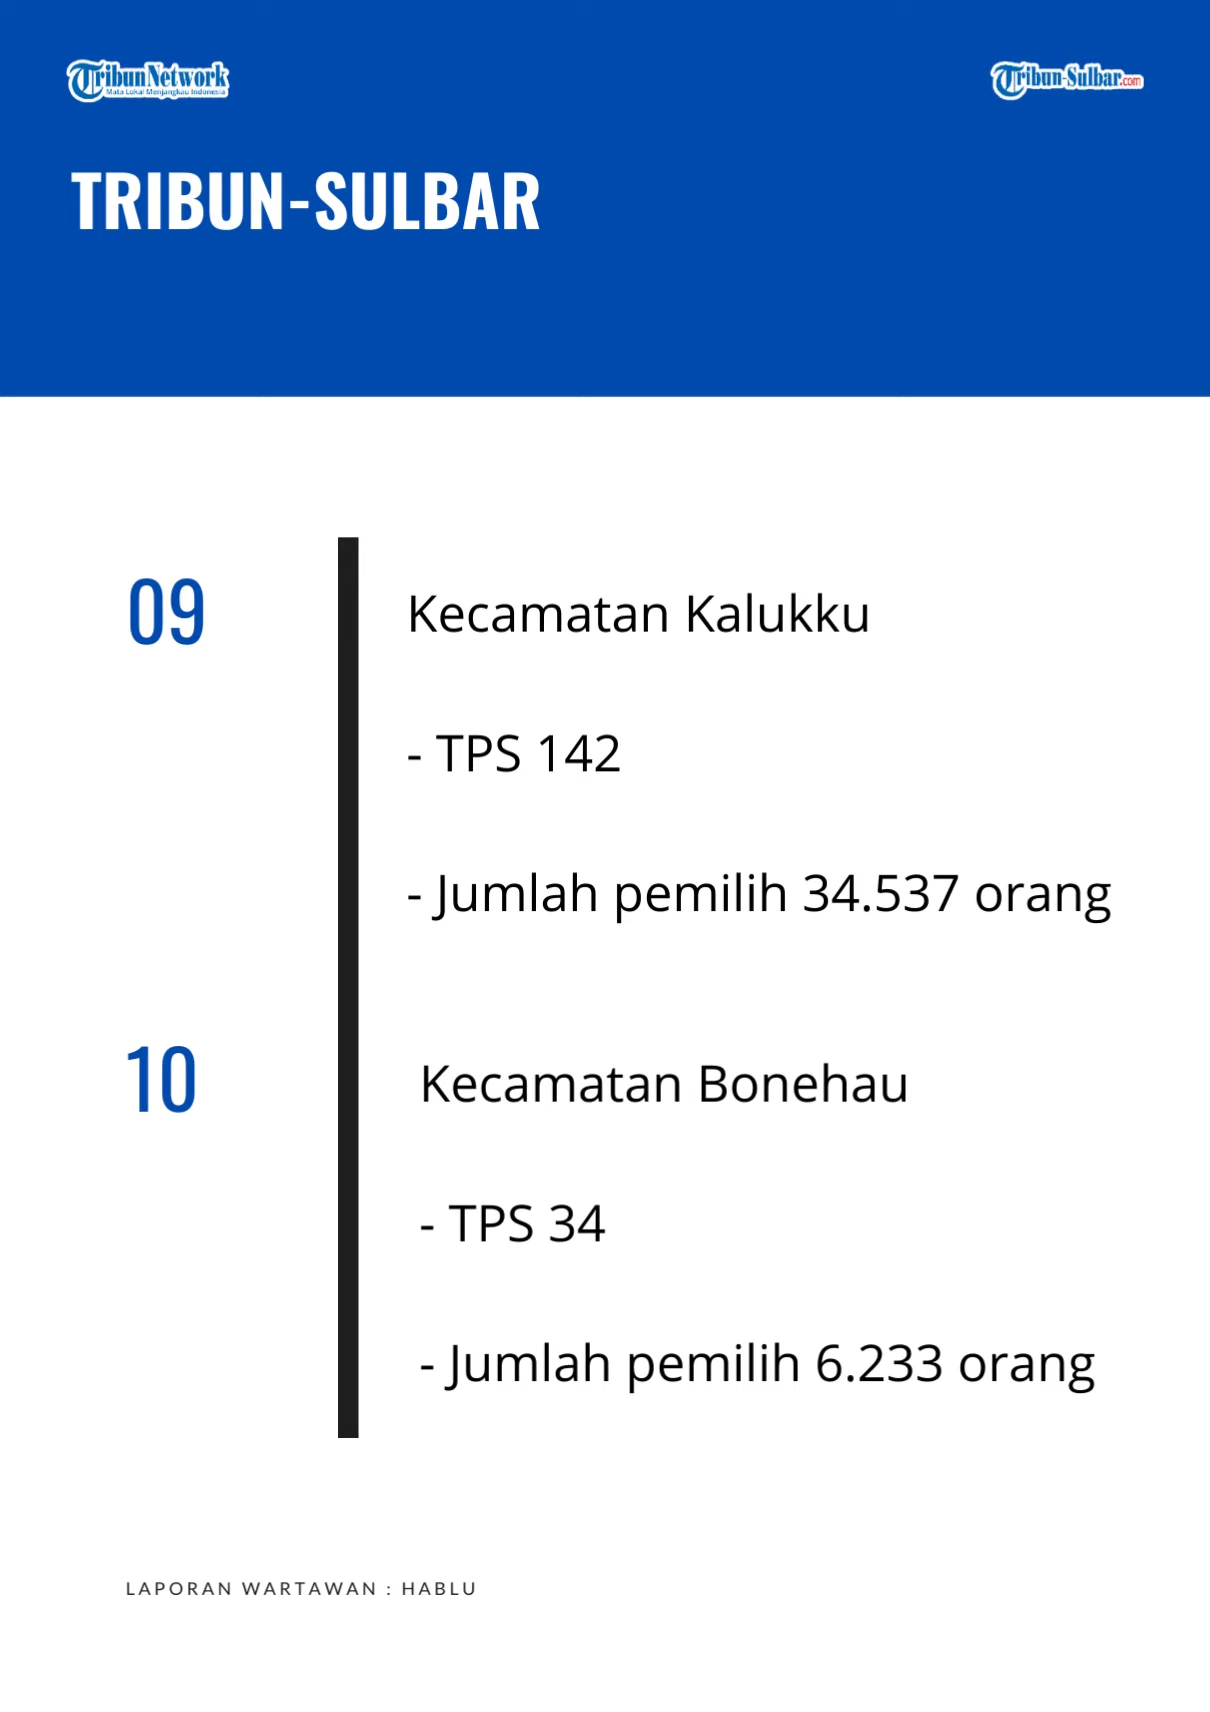 TribunNetwork
Mata Lokal Menjangkau Indonesia
Tribun-Sulbar.com
TRIBUN-SULBAR
09
Kecamatan Kalukku
- TPS 142
- Jumlah pemilih 34.537 orang
10
Kecamatan Bonehau
- TPS 34
- Jumlah pemilih 6.233 orang
LAPORAN WARTAWAN : HABLU